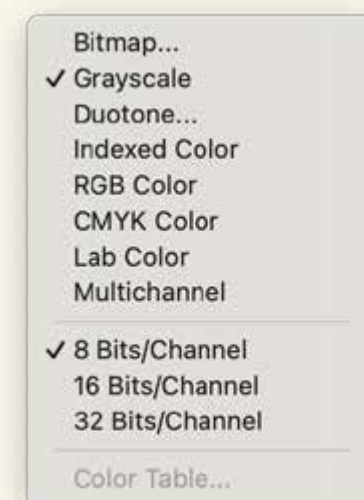 Bitmap...
✓ Grayscale
Duotone...
Indexed Color
RGB Color
CMYK Color
Lab Color
Multichannel
✓ 8 Bits/Channel
16 Bits/Channel
32 Bits/Channel
Color Table...